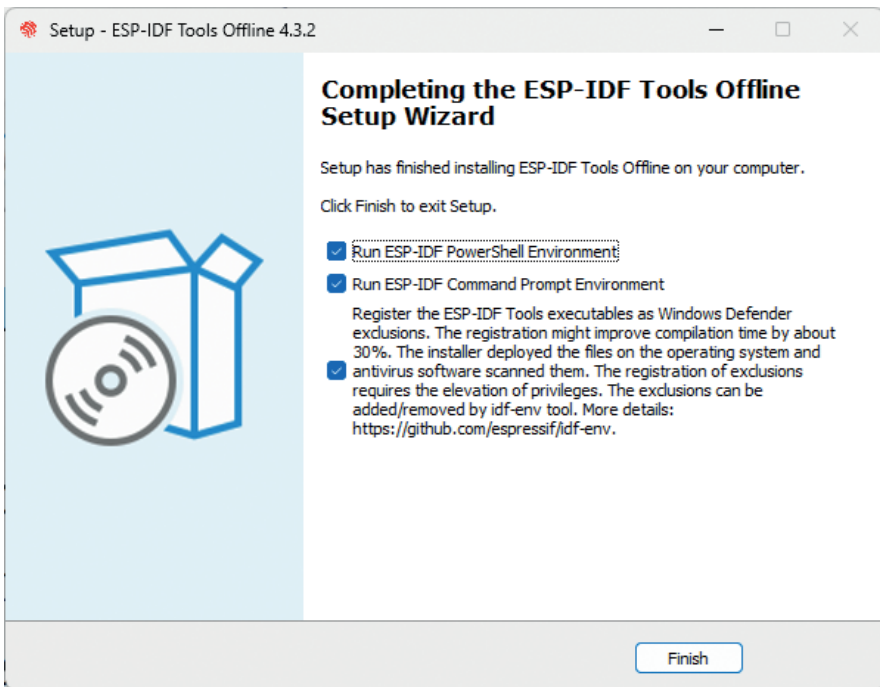 Setup - ESP-IDF Tools Offline 4.3.2
Completing the ESP-IDF Tools Offline
Setup Wizard
Setup has finished installing ESP-IDF Tools Offline on your computer.
Click Finish to exit Setup.
Run ESP-IDF PowerShell Environment
Run ESP-IDF Command Prompt Environment
Register the ESP-IDF Tools executables as Windows Defender
exclusions. The registration might improve compilation time by about
30%. The installer deployed the files on the operating system and
antivirus software scanned them. The registration of exclusions
requires the elevation of privileges. The exclusions can be
added/removed by idf-env tool. More details:
https://github.com/espressif/idf-env.
Finish